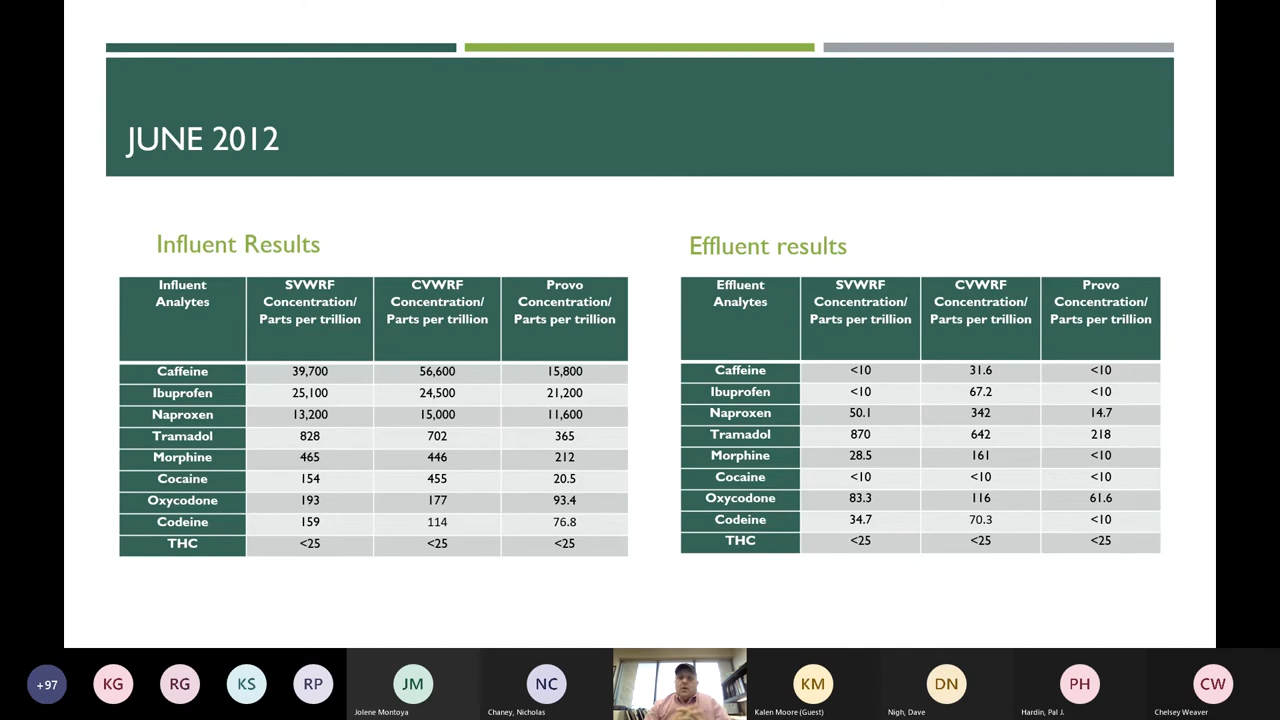 JUNE 2012
Influent Results
Influent Analytes | SVWRF Concentration/ Parts per trillion | CVWRF Concentration/ Parts per trillion | Provo Concentration/ Parts per trillion
Caffeine | 39,700 | 56,600 | 15,800
Ibuprofen | 25,100 | 24,500 | 21,200
Naproxen | 13,200 | 15,000 | 11,600
Tramadol | 828 | 702 | 365
Morphine | 465 | 446 | 212
Cocaine | 154 | 455 | 20.5
Oxycodone | 193 | 177 | 93.4
Codeine | 159 | 114 | 76.8
THC | <25 | <25 | <25
Effluent results
Effluent Analytes | SVWRF Concentration/ Parts per trillion | CVWRF Concentration/ Parts per trillion | Provo Concentration/ Parts per trillion
Caffeine | <10 | 31.6 | <10
Ibuprofen | <10 | 67.2 | <10
Naproxen | 50.1 | 342 | 14.7
Tramadol | 870 | 642 | 218
Morphine | 28.5 | 161 | <10
Cocaine | <10 | <10 | <10
Oxycodone | 83.3 | 116 | 61.6
Codeine | 34.7 | 70.3 | <10
THC | <25 | <25 | <25
+97 KG RG KS RP JM NC KM DN PH CW
Jolene Montoya
Chaney, Nicholas
Kalen Moore (Guest)
Nigh, Dave
Hardin, Pal J.
Chelsey Weaver